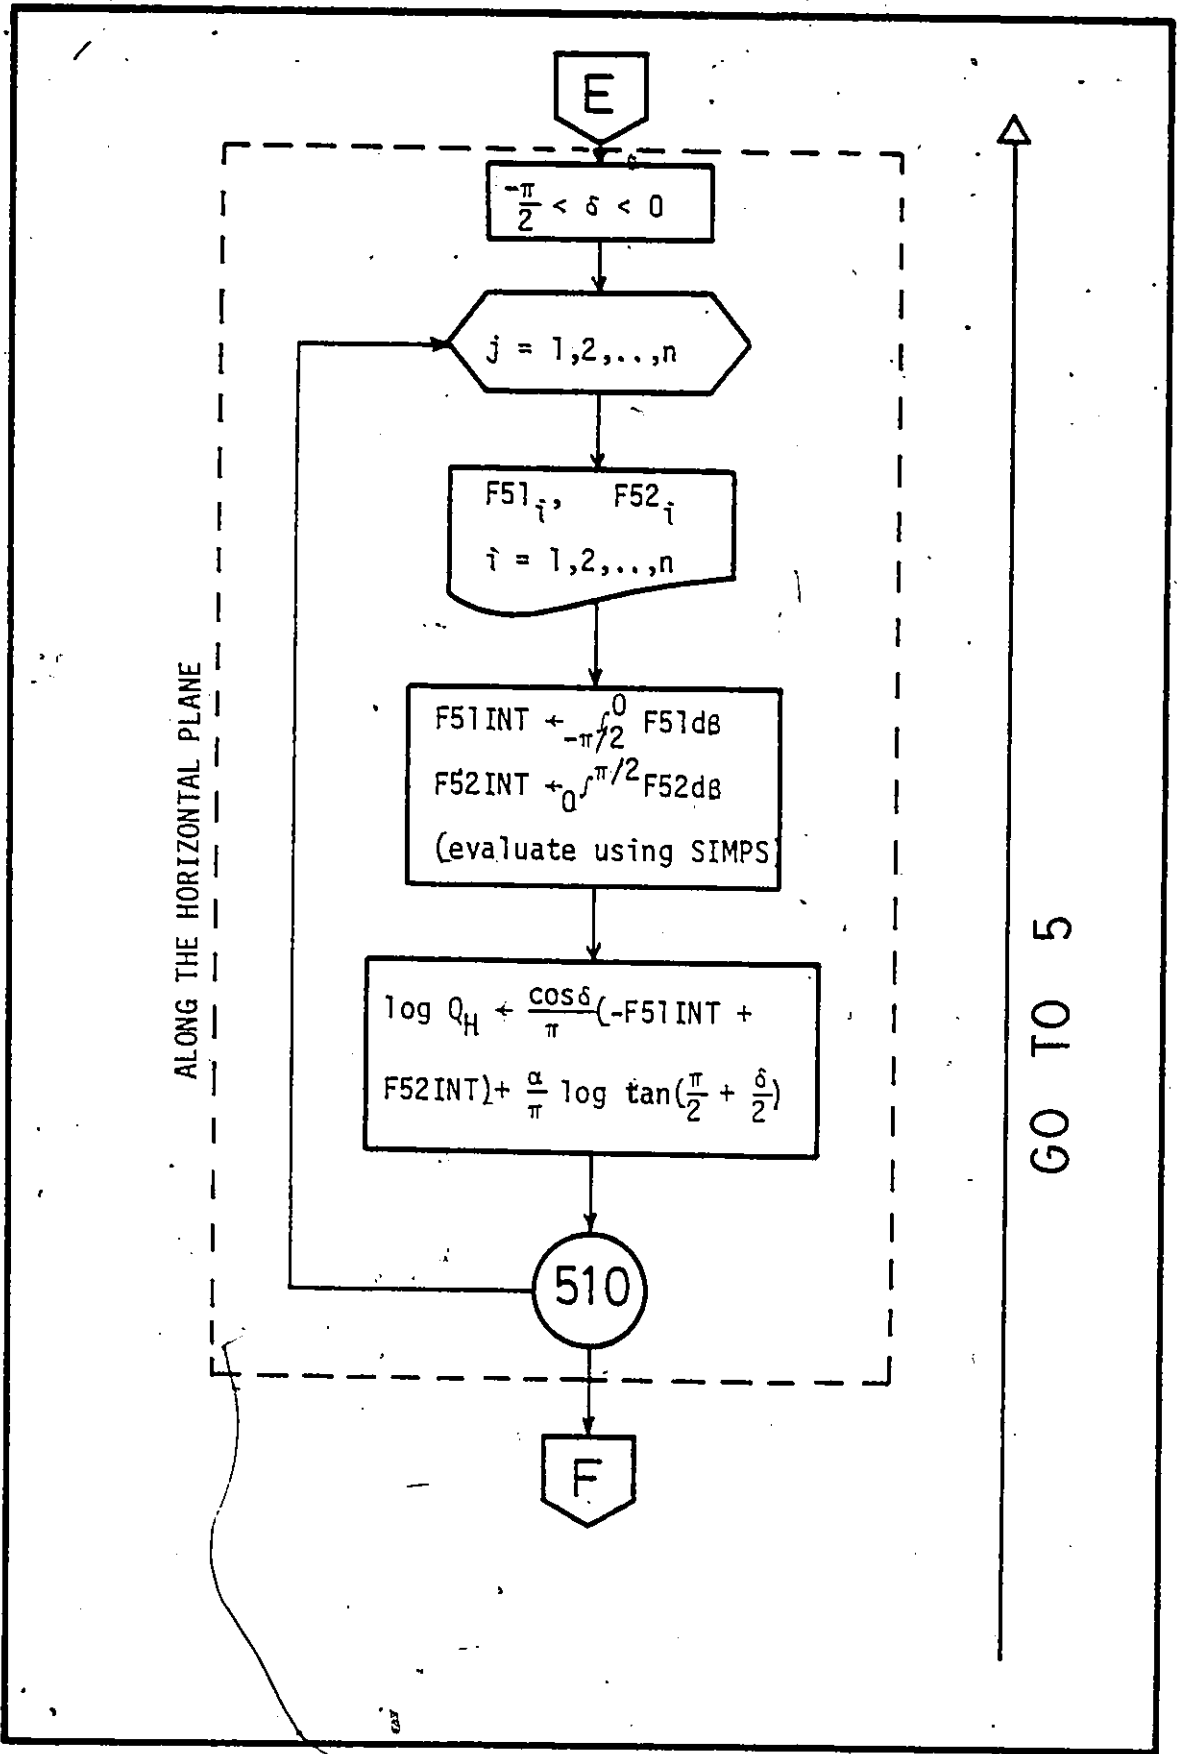 E
-π/2 < δ < 0
j = 1,2,..,n
F51i, F52i
i = 1,2,..,n
F51INT ← -π/2∫0 F51dβ
F52INT ← 0∫π/2 F52dβ
(evaluate using SIMPS)
log QH ← cosδ/π (-F51INT +
F52INT)+ α/π log tan(π/2 + δ/2)
510
F
ALONG THE HORIZONTAL PLANE
GO TO 5